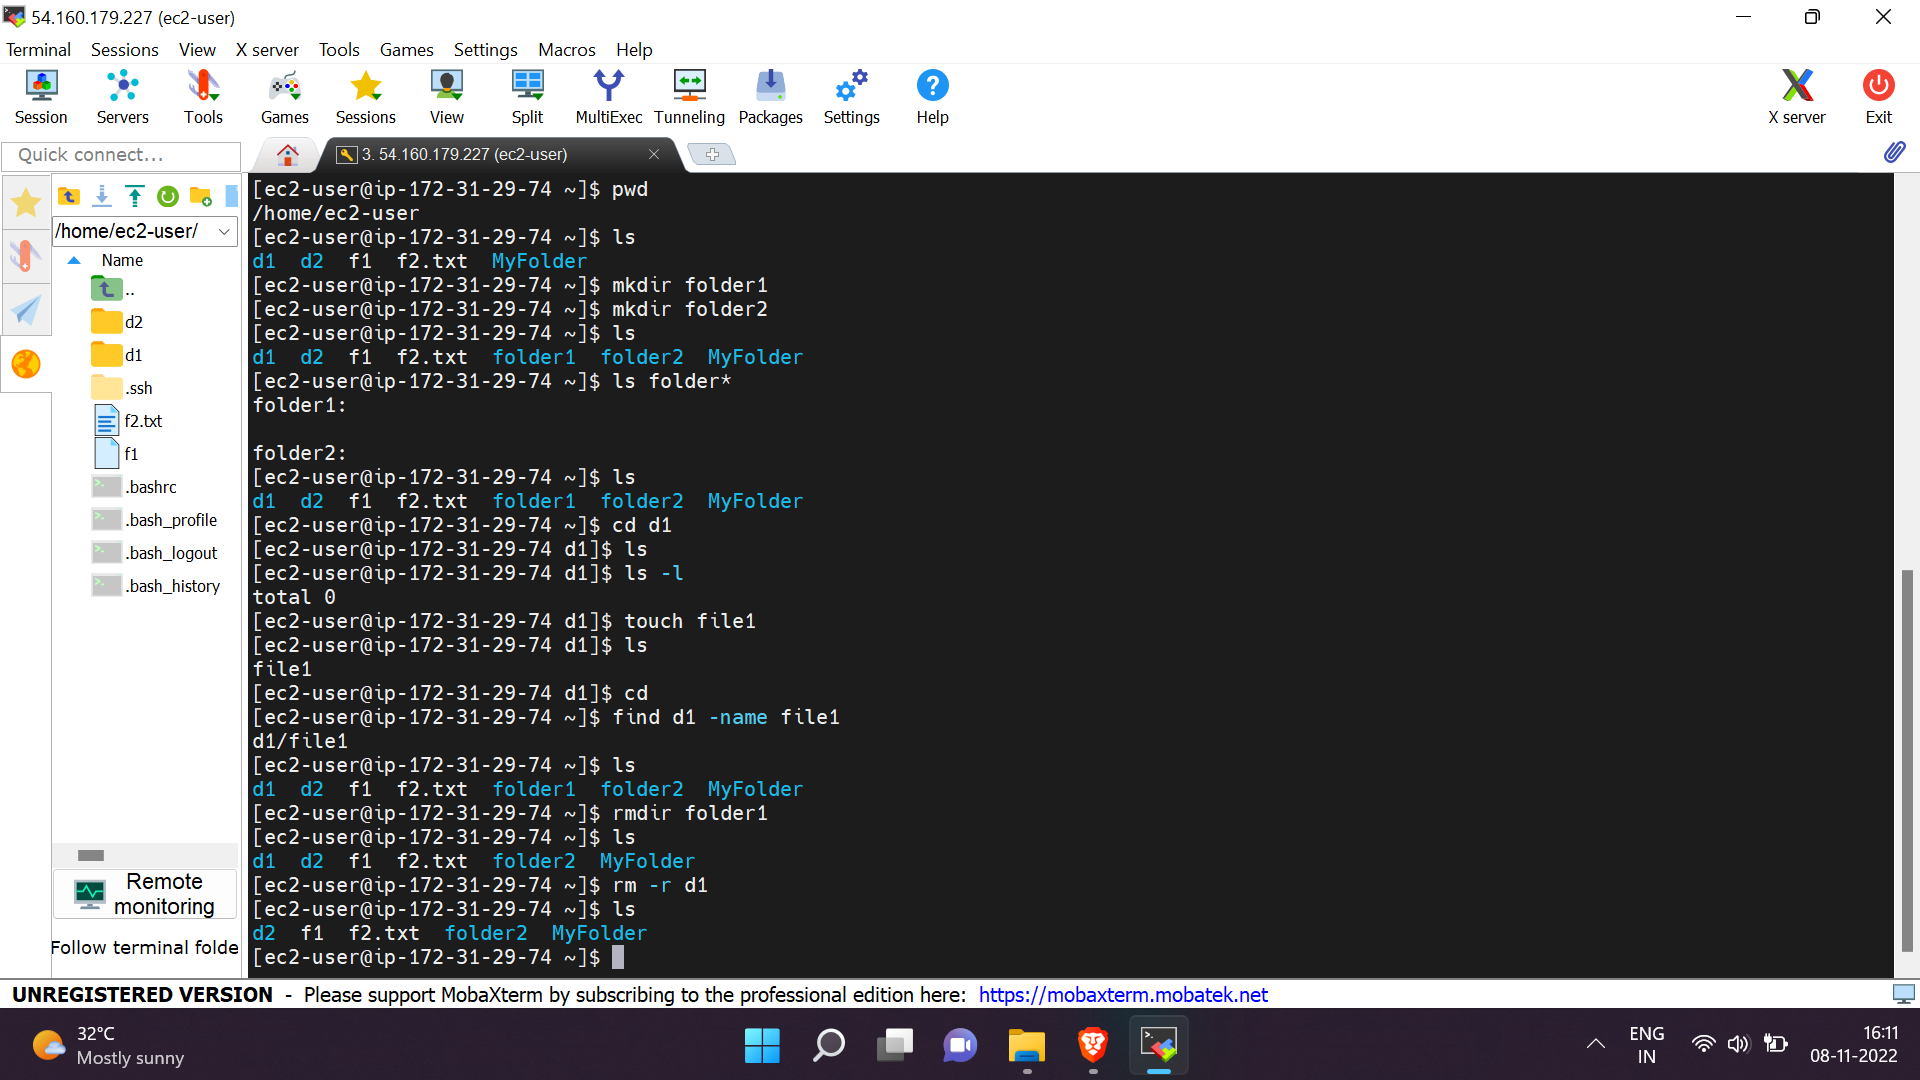 54.160.179.227 (ec2-user)
Terminal Sessions View X server Tools Games Settings Macros Help
Session Servers Tools Games Sessions View Split MultiExec Tunneling Packages Settings Help X server Exit
Quick connect...
3. 54.160.179.227 (ec2-user)
/home/ec2-user/
Name
..
d2
d1
.ssh
f2.txt
f1
.bashrc
.bash_profile
.bash_logout
.bash_history
Remote
monitoring
Follow terminal folde
[ec2-user@ip-172-31-29-74 ~]$ pwd
/home/ec2-user
[ec2-user@ip-172-31-29-74 ~]$ ls
d1 d2 f1 f2.txt MyFolder
[ec2-user@ip-172-31-29-74 ~]$ mkdir folder1
[ec2-user@ip-172-31-29-74 ~]$ mkdir folder2
[ec2-user@ip-172-31-29-74 ~]$ ls
d1 d2 f1 f2.txt folder1 folder2 MyFolder
[ec2-user@ip-172-31-29-74 ~]$ ls folder*
folder1:
folder2:
[ec2-user@ip-172-31-29-74 ~]$ ls
d1 d2 f1 f2.txt folder1 folder2 MyFolder
[ec2-user@ip-172-31-29-74 ~]$ cd d1
[ec2-user@ip-172-31-29-74 d1]$ ls
[ec2-user@ip-172-31-29-74 d1]$ ls -l
total 0
[ec2-user@ip-172-31-29-74 d1]$ touch file1
[ec2-user@ip-172-31-29-74 d1]$ ls
file1
[ec2-user@ip-172-31-29-74 d1]$ cd
[ec2-user@ip-172-31-29-74 ~]$ find d1 -name file1
d1/file1
[ec2-user@ip-172-31-29-74 ~]$ ls
d1 d2 f1 f2.txt folder1 folder2 MyFolder
[ec2-user@ip-172-31-29-74 ~]$ rmdir folder1
[ec2-user@ip-172-31-29-74 ~]$ ls
d1 d2 f1 f2.txt folder2 MyFolder
[ec2-user@ip-172-31-29-74 ~]$ rm -r d1
[ec2-user@ip-172-31-29-74 ~]$ ls
d2 f1 f2.txt folder2 MyFolder
[ec2-user@ip-172-31-29-74 ~]$
UNREGISTERED VERSION - Please support MobaXterm by subscribing to the professional edition here: https://mobaxterm.mobatek.net
32°C
Mostly sunny
ENG
IN
16:11
08-11-2022